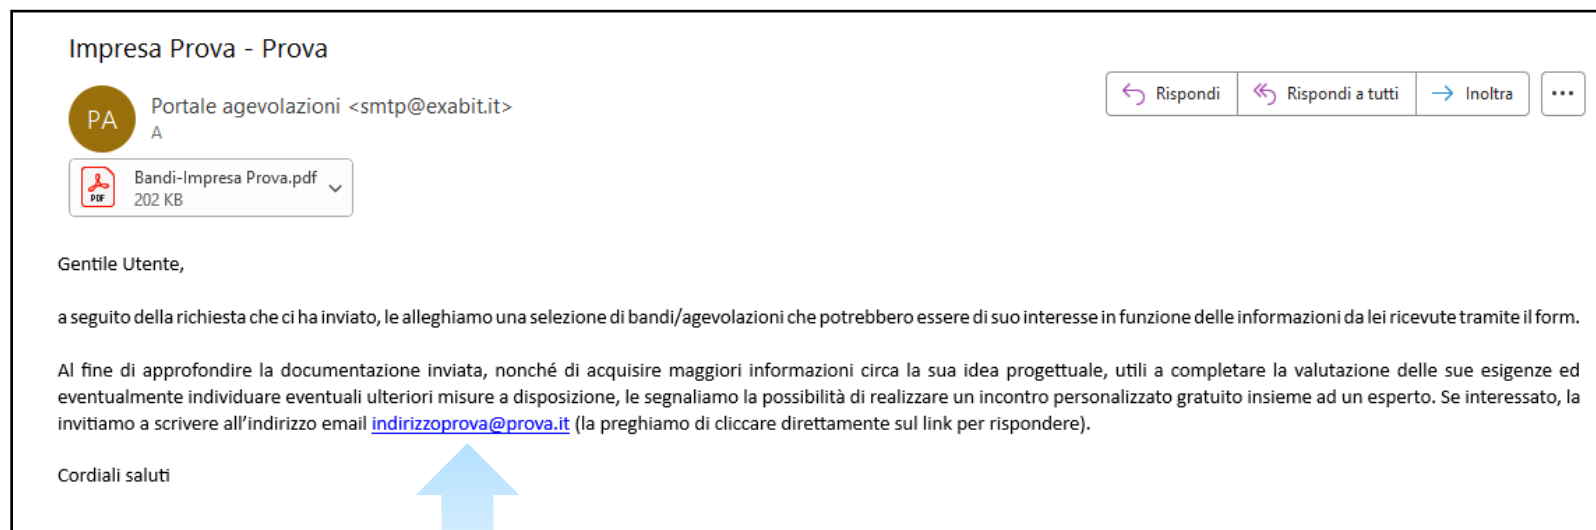 Impresa Prova - Prova
PA
Portale agevolazioni <smtp@exabit.it>
A
Rispondi
Rispondi a tutti
Inoltra
PDF
Bandi-Impresa Prova.pdf
202 KB
Gentile Utente,
a seguito della richiesta che ci ha inviato, le alleghiamo una selezione di bandi/agevolazioni che potrebbero essere di suo interesse in funzione delle informazioni da lei ricevute tramite il form.
Al fine di approfondire la documentazione inviata, nonché di acquisire maggiori informazioni circa la sua idea progettuale, utili a completare la valutazione delle sue esigenze ed
eventualmente individuare eventuali ulteriori misure a disposizione, le segnaliamo la possibilità di realizzare un incontro personalizzato gratuito insieme ad un esperto. Se interessato, la
invitiamo a scrivere all’indirizzo email indirizzoprova@prova.it (la preghiamo di cliccare direttamente sul link per rispondere).
Cordiali saluti